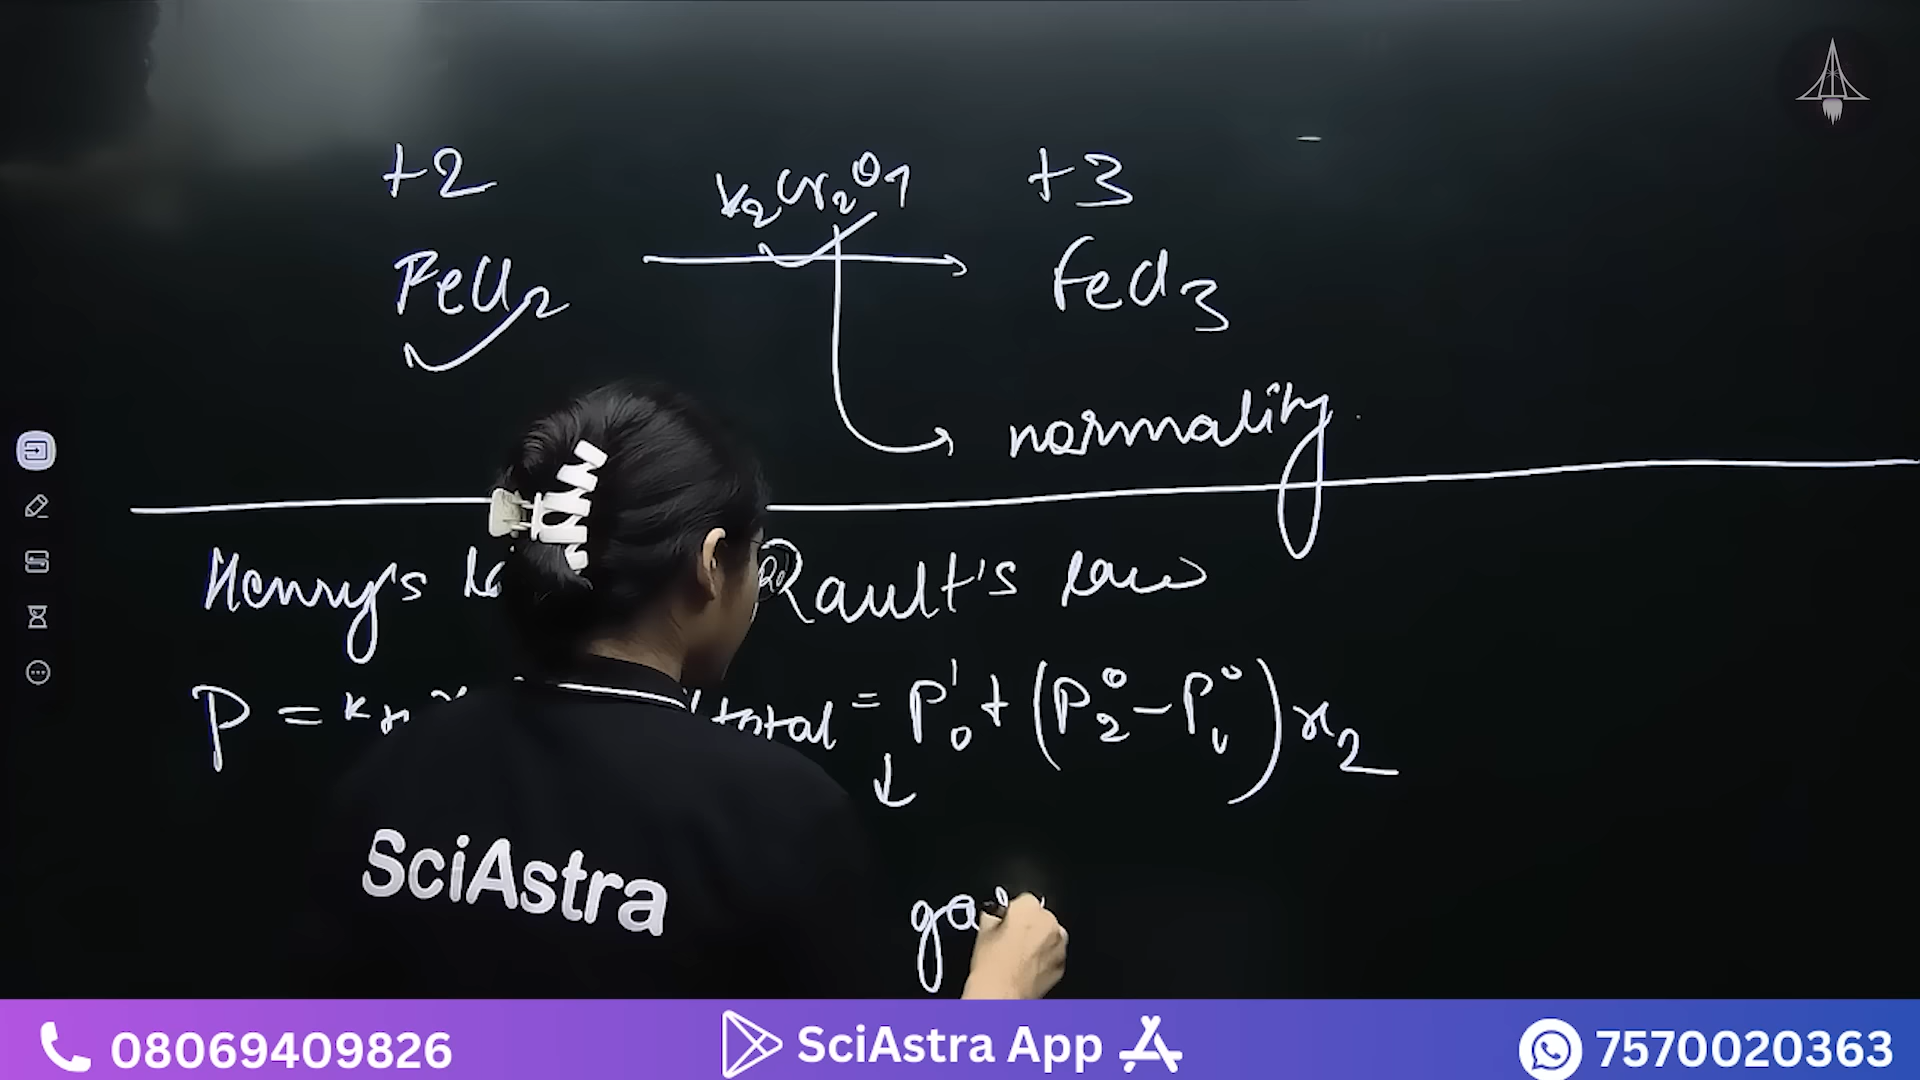 +2 K2Cr2O7 +3
FeCl2 → FeCl3
normality
Henry's Rault's law
P = total = P'0 + (P2° - P1°) x2
↓
SciAstra
08069409826 SciAstra App 7570020363